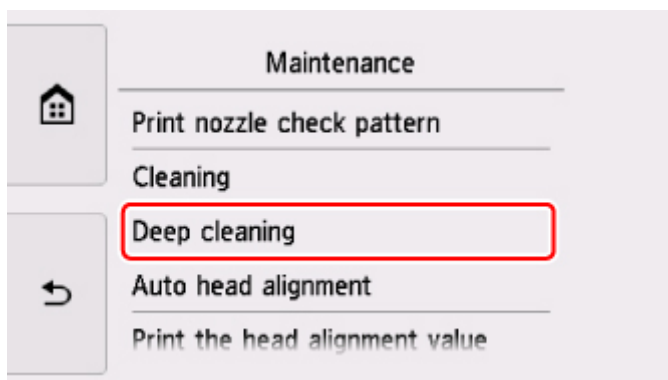 Maintenance
Print nozzle check pattern
Cleaning
Deep cleaning
Auto head alignment
Print the head alignment value